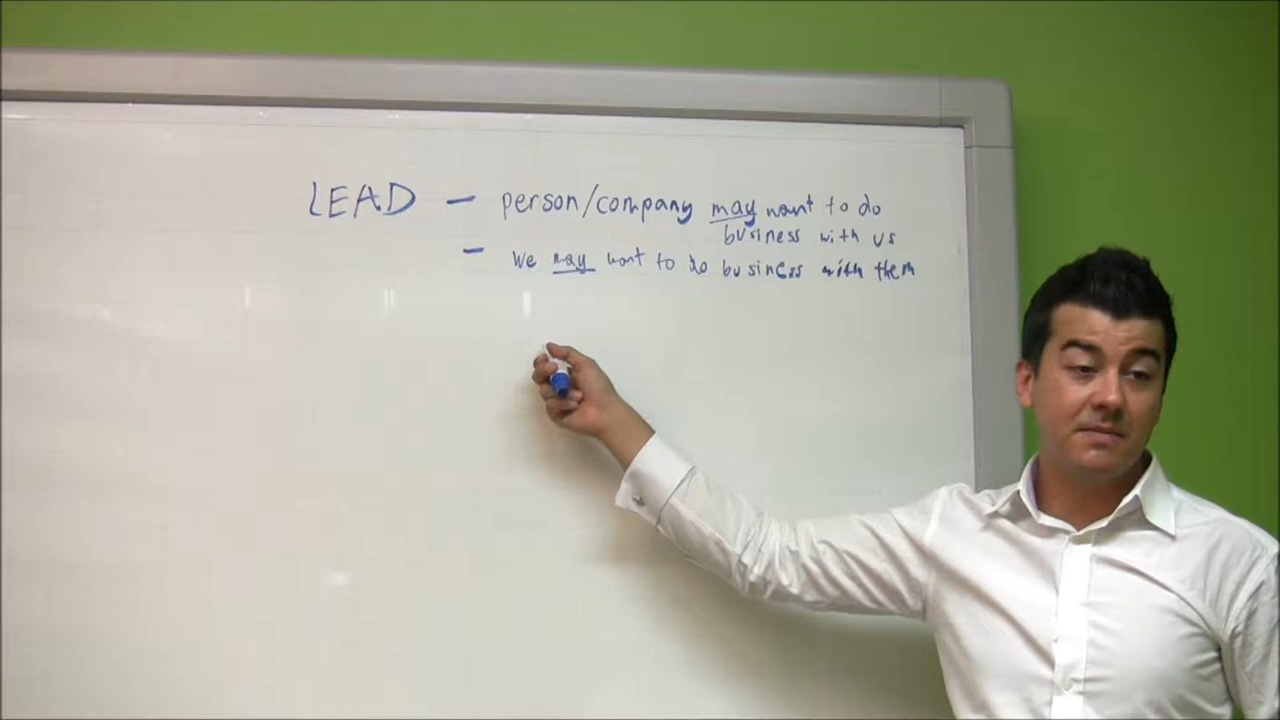 LEAD - person/company may want to do
business with us
- We may want to do business with them